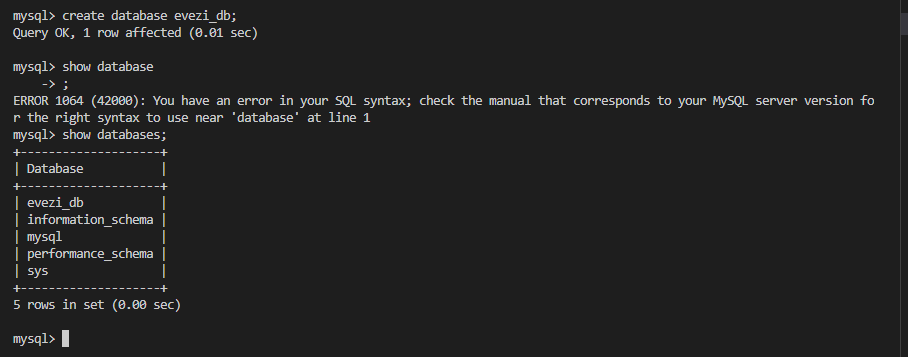 mysql> create database evezi_db;
Query OK, 1 row affected (0.01 sec)

mysql> show database
    -> ;
ERROR 1064 (42000): You have an error in your SQL syntax; check the manual that corresponds to your MySQL server version fo
r the right syntax to use near 'database' at line 1
mysql> show databases;
+--------------------+
| Database           |
+--------------------+
| evezi_db           |
| information_schema |
| mysql              |
| performance_schema |
| sys                |
+--------------------+
5 rows in set (0.00 sec)

mysql>